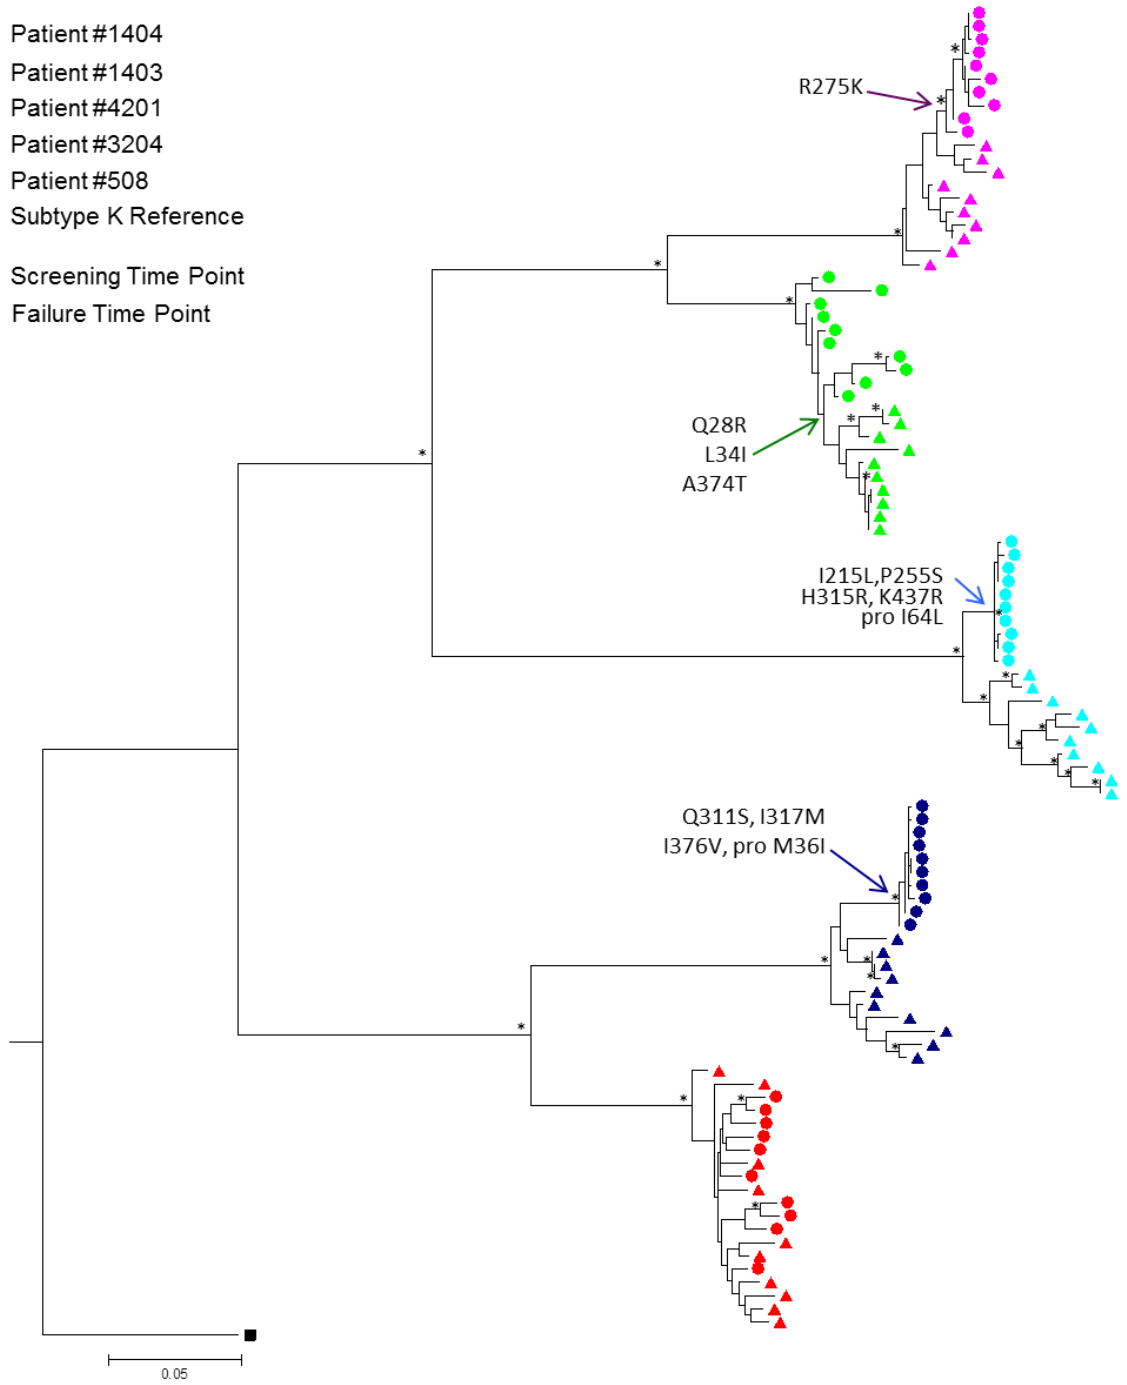 Patient #1404
Patient #1403
Patient #4201
Patient #3204
Patient #508
Subtype K Reference
Screening Time Point
Failure Time Point
R275K
Q28R
L34I
A374T
I215L,P255S
H315R, K437R
pro I64L
Q311S, I317M
I376V, pro M36I
0.05